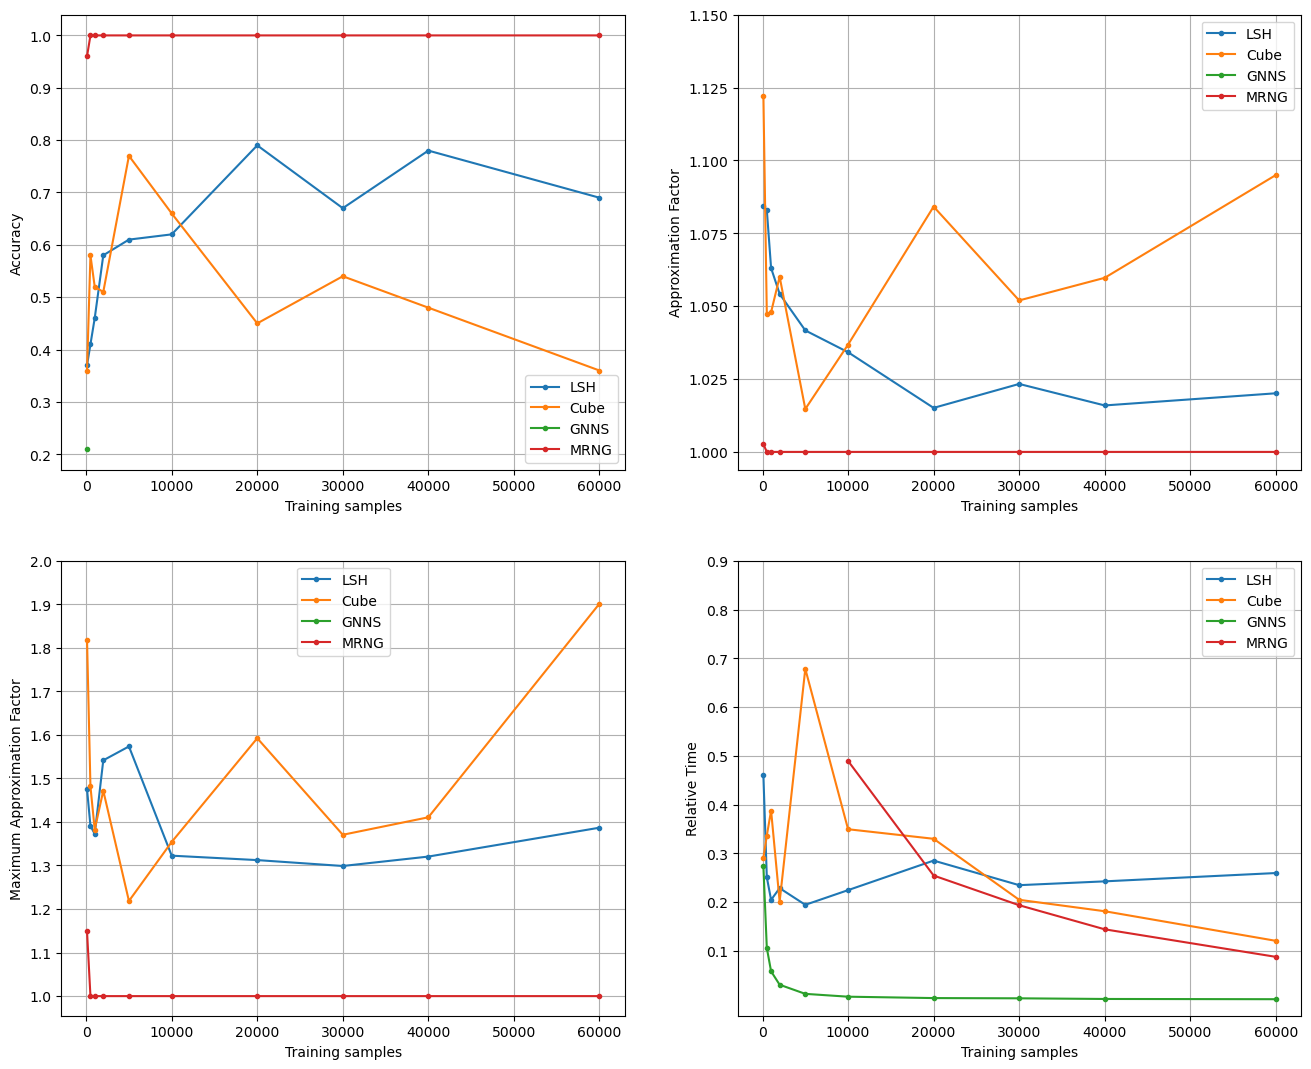 1.0
0.9
0.8
0.7
0.6
0.5
0.4
0.3
0.2
Accuracy
0 10000 20000 30000 40000 50000 60000
Training samples
LSH
Cube
GNNS
MRNG
1.150
1.125
1.100
1.075
1.050
1.025
1.000
Approximation Factor
0 10000 20000 30000 40000 50000 60000
Training samples
LSH
Cube
GNNS
MRNG
2.0
1.9
1.8
1.7
1.6
1.5
1.4
1.3
1.2
1.1
1.0
Maximum Approximation Factor
0 10000 20000 30000 40000 50000 60000
Training samples
LSH
Cube
GNNS
MRNG
0.9
0.8
0.7
0.6
0.5
0.4
0.3
0.2
0.1
Relative Time
0 10000 20000 30000 40000 50000 60000
Training samples
LSH
Cube
GNNS
MRNG